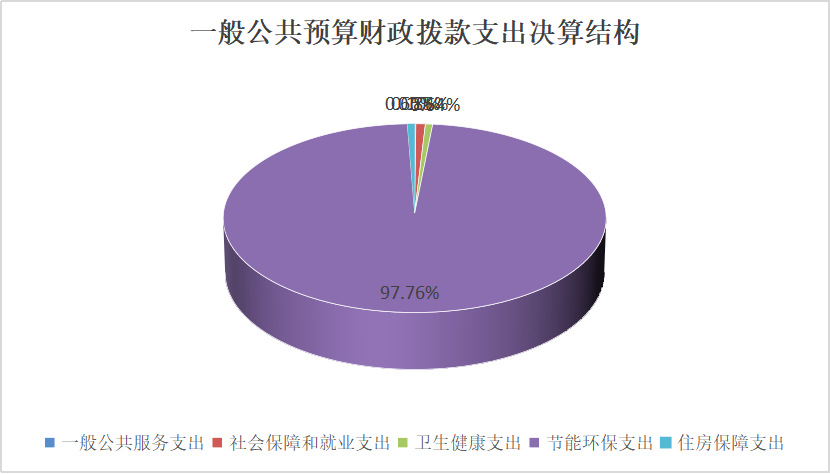 一般公共预算财政拨款支出决算结构
97.76%
一般公共服务支出 社会保障和就业支出 卫生健康支出 节能环保支出 住房保障支出